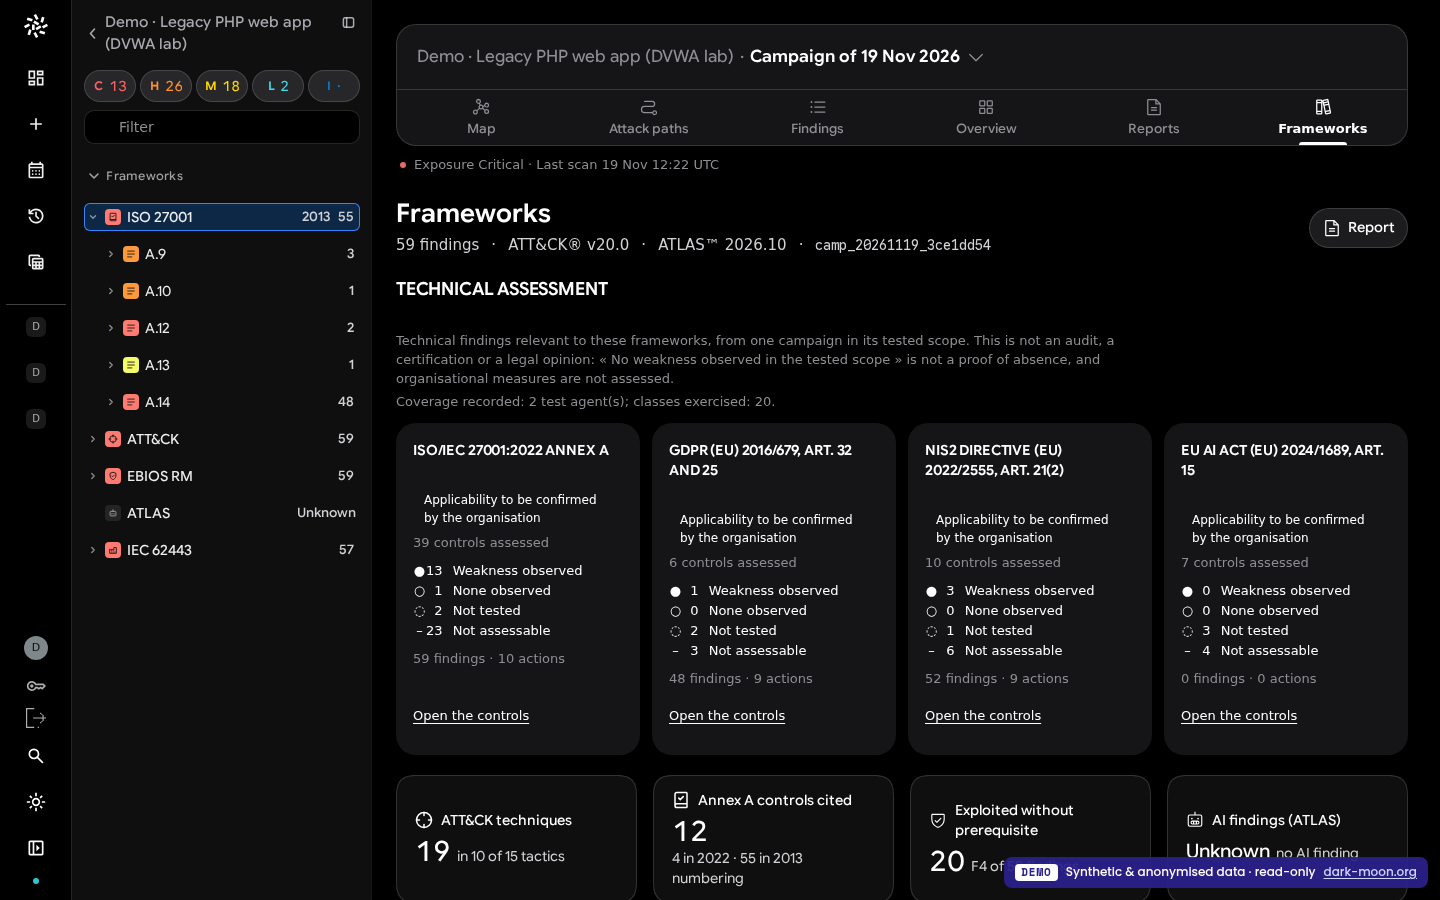 Demo · Legacy PHP web app
(DVWA lab)
C 13
H 26
M 18
L 2
I ·
Filter
Frameworks
ISO 27001 2013 55
A.9 3
A.10 1
A.12 2
A.13 1
A.14 48
ATT&CK 59
EBIOS RM 59
ATLAS Unknown
IEC 62443 57
D
D
D
D
Demo · Legacy PHP web app (DVWA lab) · Campaign of 19 Nov 2026
Map
Attack paths
Findings
Overview
Reports
Frameworks
Exposure Critical · Last scan 19 Nov 12:22 UTC
Frameworks
59 findings · ATT&CK® v20.0 · ATLAS™ 2026.10 · camp_20261119_3ce1dd54
Report
TECHNICAL ASSESSMENT
Technical findings relevant to these frameworks, from one campaign in its tested scope. This is not an audit, a
certification or a legal opinion: « No weakness observed in the tested scope » is not a proof of absence, and
organisational measures are not assessed.
Coverage recorded: 2 test agent(s); classes exercised: 20.
ISO/IEC 27001:2022 ANNEX A
Applicability to be confirmed
by the organisation
39 controls assessed
13 Weakness observed
1 None observed
2 Not tested
– 23 Not assessable
59 findings · 10 actions
Open the controls
GDPR (EU) 2016/679, ART. 32
AND 25
Applicability to be confirmed
by the organisation
6 controls assessed
1 Weakness observed
0 None observed
2 Not tested
– 3 Not assessable
48 findings · 9 actions
Open the controls
NIS2 DIRECTIVE (EU)
2022/2555, ART. 21(2)
Applicability to be confirmed
by the organisation
10 controls assessed
3 Weakness observed
0 None observed
1 Not tested
– 6 Not assessable
52 findings · 9 actions
Open the controls
EU AI ACT (EU) 2024/1689, ART.
15
Applicability to be confirmed
by the organisation
7 controls assessed
0 Weakness observed
0 None observed
3 Not tested
– 4 Not assessable
0 findings · 0 actions
Open the controls
ATT&CK techniques
19 in 10 of 15 tactics
Annex A controls cited
12
4 in 2022 · 55 in 2013
numbering
Exploited without
prerequisite
20 F4 of
AI findings (ATLAS)
Unknown no AI finding
DEMO Synthetic & anonymised data · read-only dark-moon.org